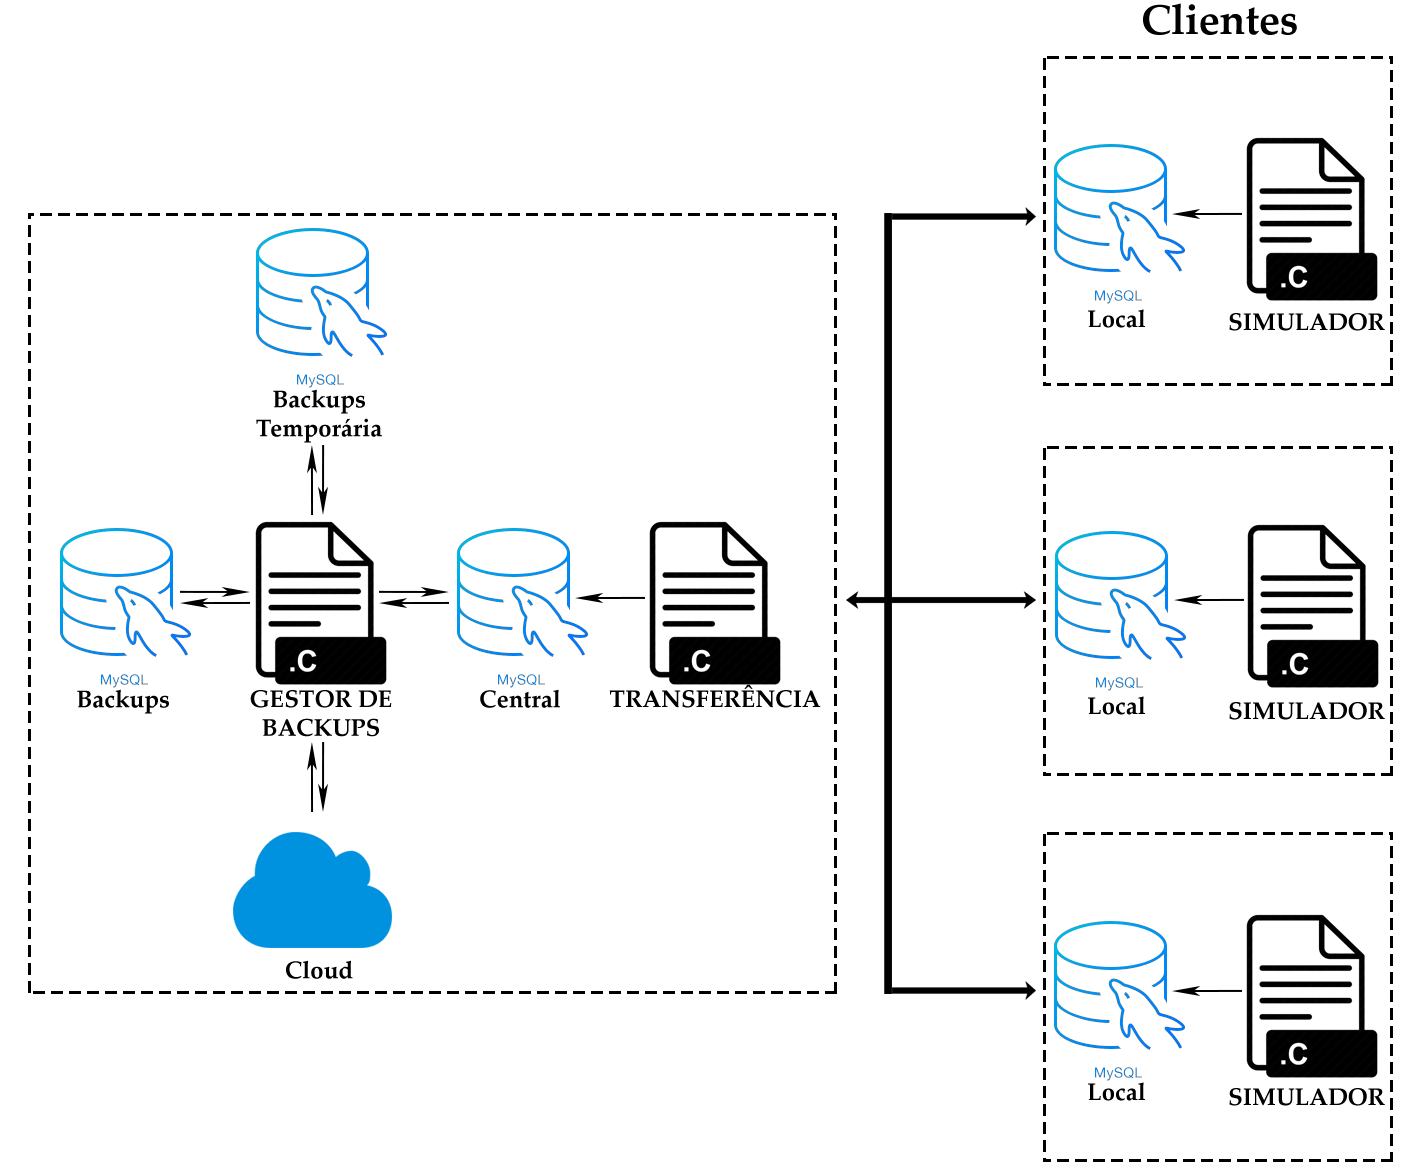 Clientes
MySQL
Local
.C
SIMULADOR
MySQL
Backups
Temporária
MySQL
Backups
.C
GESTOR DE
BACKUPS
MySQL
Central
.C
TRANSFERÊNCIA
Cloud
MySQL
Local
.C
SIMULADOR
MySQL
Local
.C
SIMULADOR